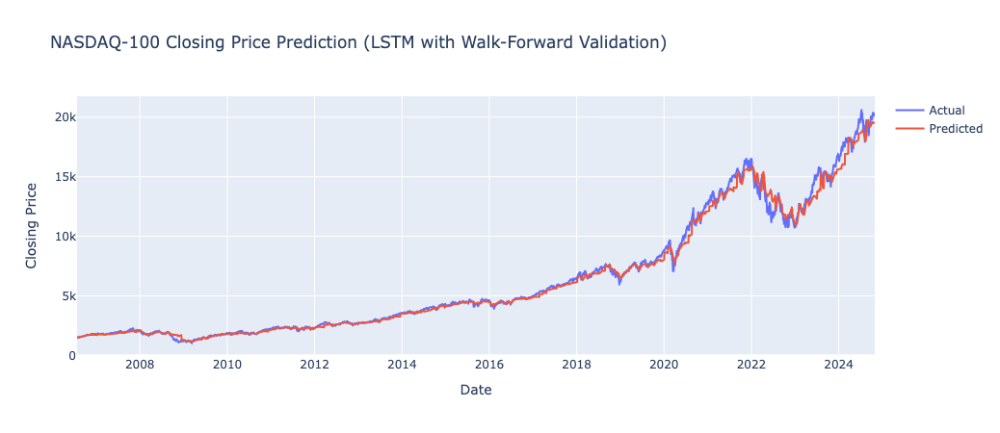 NASDAQ-100 Closing Price Prediction (LSTM with Walk-Forward Validation)
Actual
Predicted
20k
15k
10k
5k
0
Closing Price
2008 2010 2012 2014 2016 2018 2020 2022 2024
Date